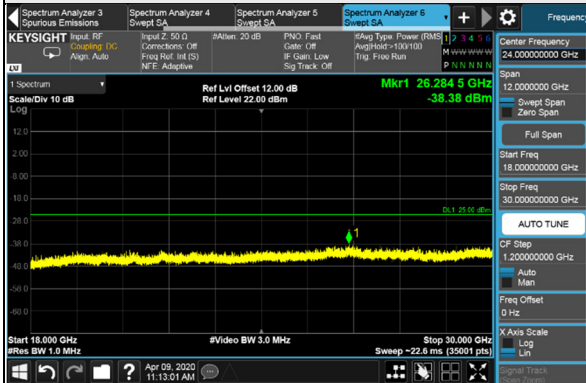 Spectrum Analyzer 3
Spurious Emissions
Spectrum Analyzer 4
Swept SA
Spectrum Analyzer 5
Swept SA
Spectrum Analyzer 6
Swept SA
Frequency
KEYSIGHT
Input: RF
Coupling: DC
Align: Auto
Input Z: 50 Ω
Corrections: Off
Freq Ref: Int (S)
NFE: Adaptive
#Atten: 20 dB
PNO: Fast
Gate: Off
IF Gain: Low
Sig Track: Off
#Avg Type: Power (RMS
Avg|Hold:>100/100
Trig: Free Run
1 2 3 4 5 6
M W W W W W
P N N N N N
LXI
1 Spectrum
Scale/Div 10 dB
Log
Ref Lvl Offset 12.00 dB
Ref Level 22.00 dBm
Mkr1 26.284 5 GHz
-38.38 dBm
12.0
2.00
-8.00
-18.0
-38.0
-48.0
-58.0
-68.0
1
Start 18.000 GHz
#Res BW 1.0 MHz
#Video BW 3.0 MHz
Stop 30.000 GHz
Sweep ~22.6 ms (35001 pts)
Center Frequency
24.000000000 GHz
Span
12.0000000 GHz
Swept Span
Zero Span
Full Span
Start Freq
18.000000000 GHz
Stop Freq
30.000000000 GHz
AUTO TUNE
CF Step
1.200000000 GHz
Auto
Man
Freq Offset
0 Hz
X Axis Scale
Log
Lin
Signal Track
(Span Zoom)
Apr 09, 2020
11:13:01 AM